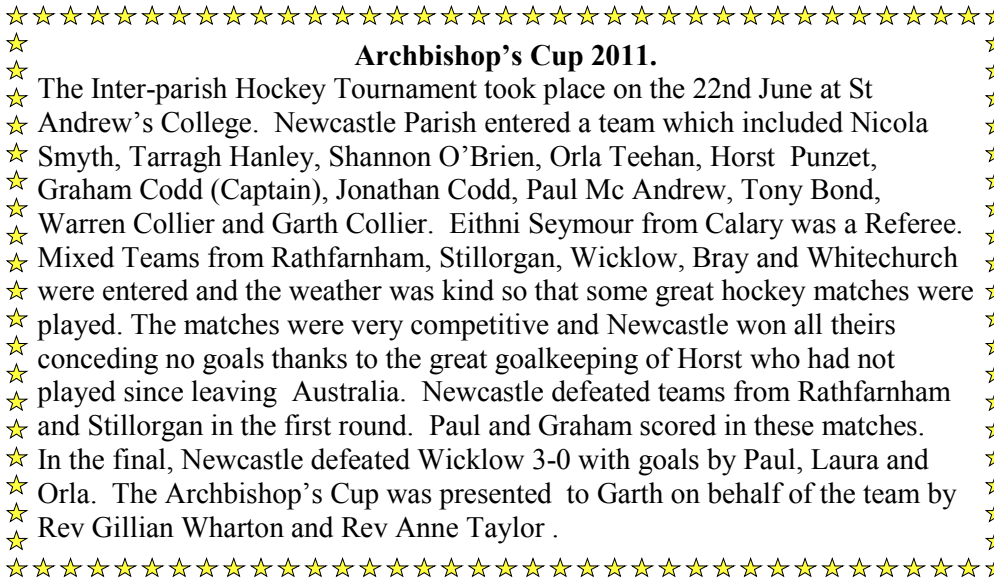 Archbishop’s Cup 2011.
The Inter-parish Hockey Tournament took place on the 22nd June at St
Andrew’s College.  Newcastle Parish entered a team which included Nicola
Smyth, Tarragh Hanley, Shannon O’Brien, Orla Teehan, Horst  Punzet,
Graham Codd (Captain), Jonathan Codd, Paul Mc Andrew, Tony Bond,
Warren Collier and Garth Collier.  Eithni Seymour from Calary was a Referee.
Mixed Teams from Rathfarnham, Stillorgan, Wicklow, Bray and Whitechurch
were entered and the weather was kind so that some great hockey matches were
played. The matches were very competitive and Newcastle won all theirs
conceding no goals thanks to the great goalkeeping of Horst who had not
played since leaving  Australia.  Newcastle defeated teams from Rathfarnham
and Stillorgan in the first round.  Paul and Graham scored in these matches.
In the final, Newcastle defeated Wicklow 3-0 with goals by Paul, Laura and
Orla.  The Archbishop’s Cup was presented  to Garth on behalf of the team by
Rev Gillian Wharton and Rev Anne Taylor .